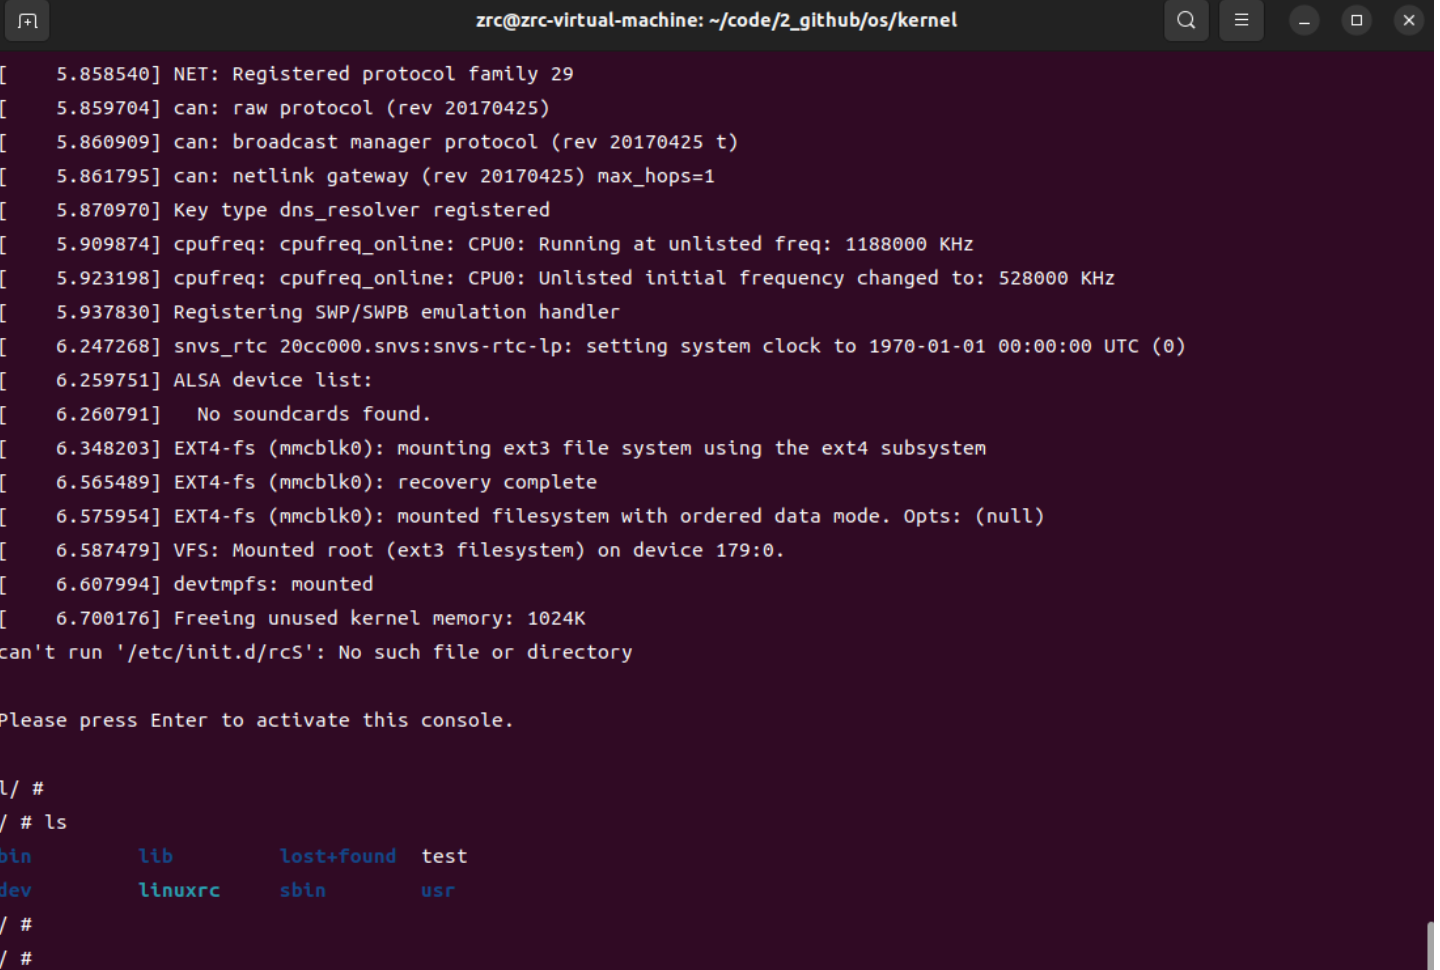 zrc@zrc-virtual-machine: ~/code/2_github/os/kernel
[    5.858540] NET: Registered protocol family 29
[    5.859704] can: raw protocol (rev 20170425)
[    5.860909] can: broadcast manager protocol (rev 20170425 t)
[    5.861795] can: netlink gateway (rev 20170425) max_hops=1
[    5.870970] Key type dns_resolver registered
[    5.909874] cpufreq: cpufreq_online: CPU0: Running at unlisted freq: 1188000 KHz
[    5.923198] cpufreq: cpufreq_online: CPU0: Unlisted initial frequency changed to: 528000 KHz
[    5.937830] Registering SWP/SWPB emulation handler
[    6.247268] snvs_rtc 20cc000.snvs:snvs-rtc-lp: setting system clock to 1970-01-01 00:00:00 UTC (0)
[    6.259751] ALSA device list:
[    6.260791]   No soundcards found.
[    6.348203] EXT4-fs (mmcblk0): mounting ext3 file system using the ext4 subsystem
[    6.565489] EXT4-fs (mmcblk0): recovery complete
[    6.575954] EXT4-fs (mmcblk0): mounted filesystem with ordered data mode. Opts: (null)
[    6.587479] VFS: Mounted root (ext3 filesystem) on device 179:0.
[    6.607994] devtmpfs: mounted
[    6.700176] Freeing unused kernel memory: 1024K
can't run '/etc/init.d/rcS': No such file or directory
Please press Enter to activate this console.
l/ #
/ # ls
bin         lib         lost+found  test
dev         linuxrc     sbin        usr
/ #
/ #